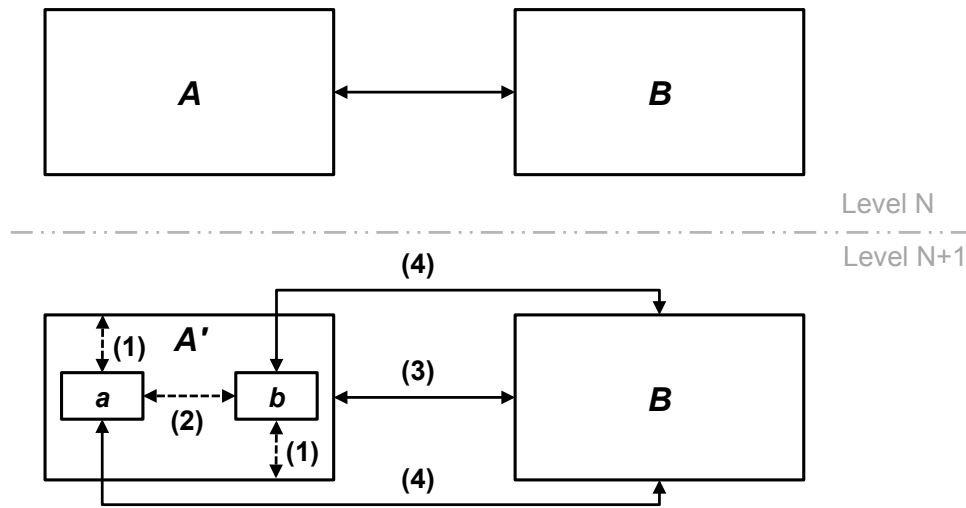 A
B
Level N
Level N+1
(4)
A'
(1)
(3)
a
b
B
(2)
(1)
(4)